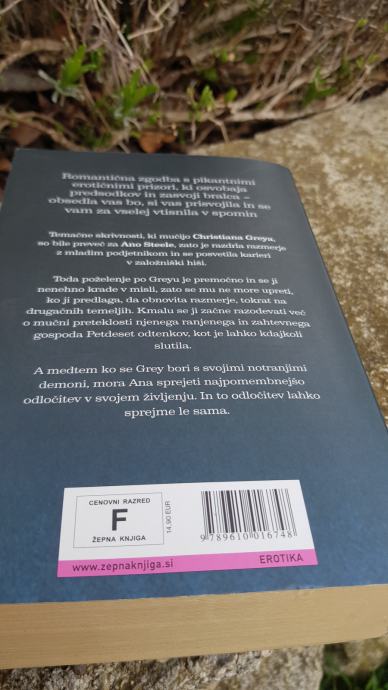 Romantična zgodba s pikantnimi
erotičnimi prizori, ki osvobaja
predsodkov in zasvoji bralca –
obsedla vas bo, si vas prisvojila in se
vam za vselej vtisnila v spomin
Temačne skrivnosti, ki mučijo Christiana Greya,
so bile preveč za Ano Steele, zato je razdrla razmerje
z mladim podjetnikom in se posvetila karieri
v založniški hiši.
Toda poželenje po Greyu je premočno in se ji
nenehno krade v misli, zato se mu ne more upreti,
ko ji predlaga, da obnovita razmerje, tokrat na
drugačnih temeljih. Kmalu se ji začne razodevati več
o mučni preteklosti njenega ranjenega in zahtevnega
gospoda Petdeset odtenkov, kot je lahko kdajkoli
slutila.
A medtem ko se Grey bori s svojimi notranjimi
demoni, mora Ana sprejeti najpomembnejšo
odločitev v svojem življenju. In to odločitev lahko
sprejme le sama.
CENOVNI RAZRED
F
ŽEPNA KNJIGA
14,90 EUR
9 789610 016748
www.zepnaknjiga.si
EROTIKA